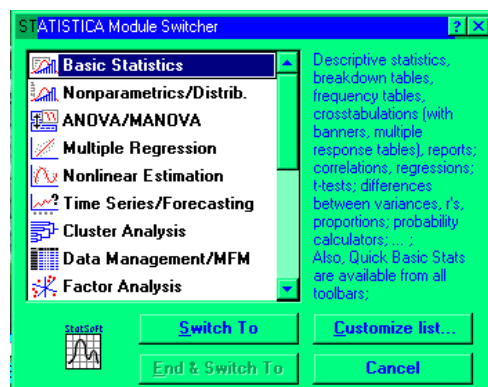 STATISTICA Module Switcher
Basic Statistics
Nonparametrics/Distrib.
ANOVA/MANOVA
Multiple Regression
Nonlinear Estimation
Time Series/Forecasting
Cluster Analysis
Data Management/MFM
Factor Analysis
Descriptive statistics,
breakdown tables,
frequency tables,
crosstabulations (with
banners, multiple
response tables), reports;
correlations, regressions;
t-tests; differences
between variances, r's,
proportions; probability
calculators; ... ;
Also, Quick Basic Stats
are available from all
toolbars;
StatSoft
Switch To
Customize list...
End & Switch To
Cancel